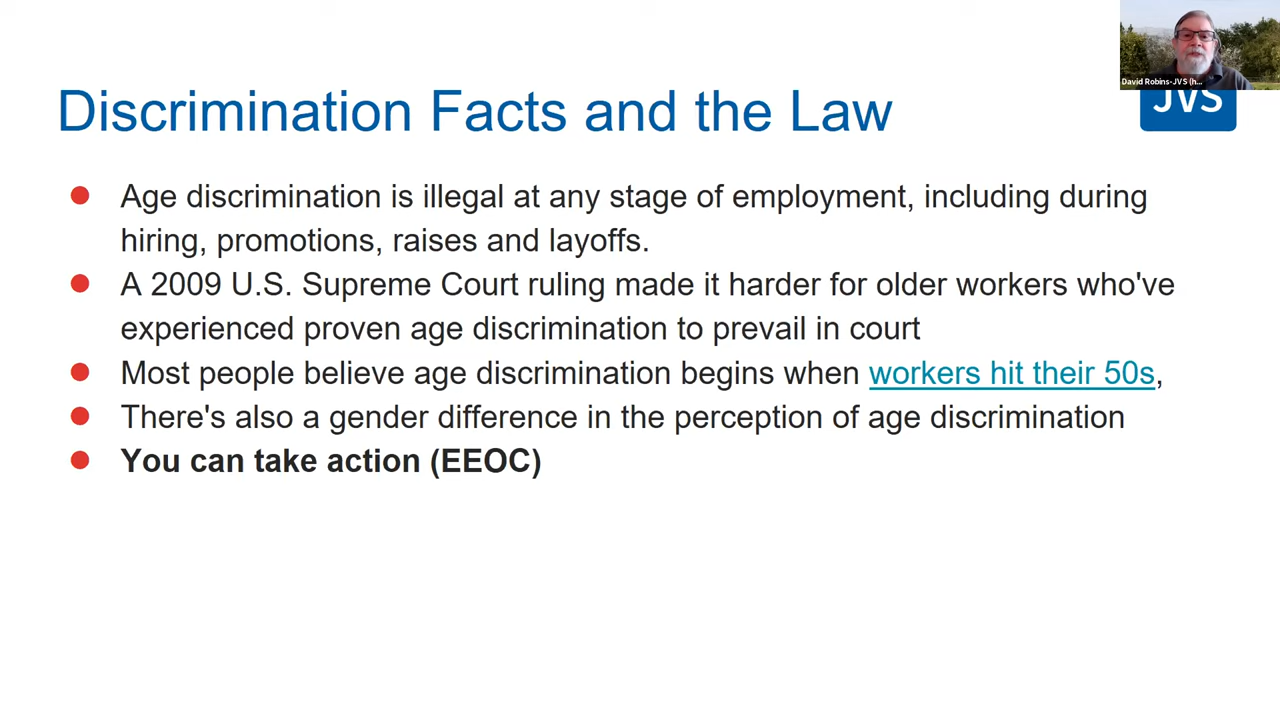 David Robins-JVS (h...
JVS
Discrimination Facts and the Law
Age discrimination is illegal at any stage of employment, including during
hiring, promotions, raises and layoffs.
A 2009 U.S. Supreme Court ruling made it harder for older workers who've
experienced proven age discrimination to prevail in court
Most people believe age discrimination begins when workers hit their 50s,
There's also a gender difference in the perception of age discrimination
You can take action (EEOC)